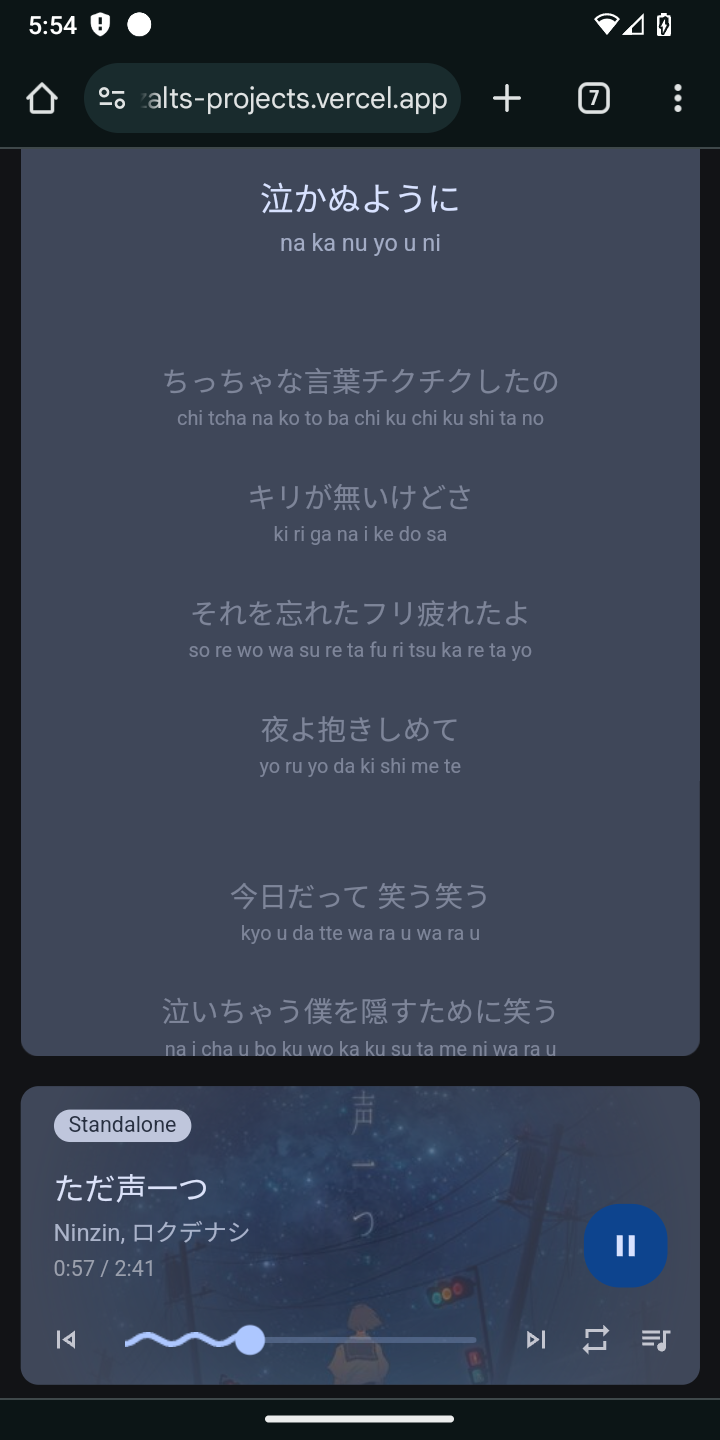 5:54
zalts-projects.vercel.app
7
泣かぬように
na ka nu yo u ni
ちっちゃな言葉チクチクしたの
chi tcha na ko to ba chi ku chi ku shi ta no
キリが無いけどさ
ki ri ga na i ke do sa
それを忘れたフリ疲れたよ
so re wo wa su re ta fu ri tsu ka re ta yo
夜よ抱きしめて
yo ru yo da ki shi me te
今日だって 笑う笑う
kyo u da tte wa ra u wa ra u
泣いちゃう僕を隠すために笑う
na i cha u bo ku wo ka ku su ta me ni wa ra u
声一つ
Standalone
ただ声一つ
Ninzin, ロクデナシ
0:57 / 2:41